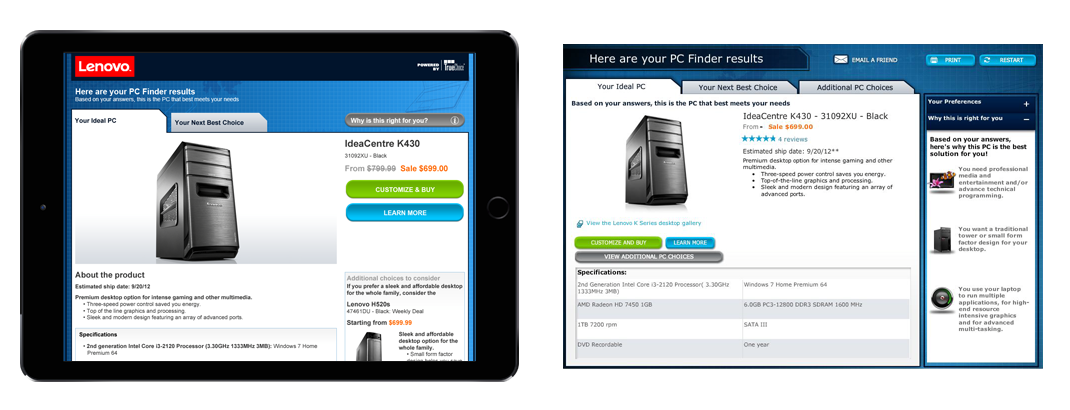 Lenovo.
POWERED BY TrueData
Here are your PC Finder results
Based on your answers, this is the PC that best meets your needs
Your Ideal PC
Your Next Best Choice
Why is this right for you?
IdeaCentre K430
31092XU - Black
From $799.99 Sale $699.00
CUSTOMIZE & BUY
LEARN MORE
About the product
Estimated ship date: 9/20/12
Premium desktop option for intense gaming and other multimedia.
• Three-speed power control saves you energy.
• Top of the line graphics and processing.
• Sleek and modern design featuring an array of advanced ports.
Specifications
• 2nd generation Intel Core i3-2120 Processor (3.30GHz 1333MHz 3MB): Windows 7 Home
Premium 64
Additional choices to consider
If you prefer a sleek and affordable desktop
for the whole family, consider the
Lenovo H520s
47461DU - Black: Weekly Deal
Starting from $699.99
Sleek and affordable
desktop option for the
whole family.
• Small form factor
Here are your PC Finder results
EMAIL A FRIEND
PRINT
RESTART
Your Ideal PC
Your Next Best Choice
Additional PC Choices
Based on your answers, this is the PC that best meets your needs
IdeaCentre K430 - 31092XU - Black
From • Sale $699.00
4 reviews
Estimated ship date: 9/20/12**
Premium desktop option for intense gaming and other
multimedia.
• Three-speed power control saves you energy.
• Top-of-the-line graphics and processing.
• Sleek and modern design featuring an array of
advanced ports.
View the Lenovo K Series desktop gallery
CUSTOMIZE AND BUY
LEARN MORE
VIEW ADDITIONAL PC CHOICES
Specifications:
2nd Generation Intel Core i3-2120 Processor( 3.30GHz
1333MHz 3MB)
Windows 7 Home Premium 64
AMD Radeon HD 7450 1GB
6.0GB PC3-12800 DDR3 SDRAM 1600 MHz
1TB 7200 rpm
SATA III
DVD Recordable
One year
Your Preferences +
Why this is right for you −
Based on your answers,
here's why this PC is the best
solution for you!
You need professional
media and
entertainment and/or
advance technical
programming.
You want a traditional
tower or small form
factor design for your
desktop.
You use your laptop
to run multiple
applications, for high-
end resource
intensive graphics
and for advanced
multi-tasking.